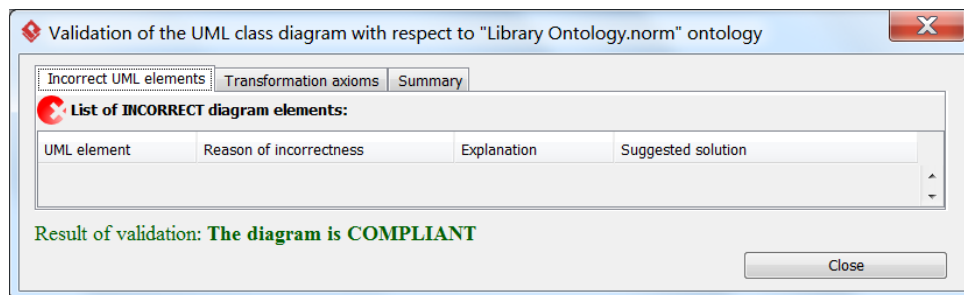 Validation of the UML class diagram with respect to "Library Ontology.norm" ontology
Incorrect UML elements Transformation axioms Summary
List of INCORRECT diagram elements:
UML element Reason of incorrectness Explanation Suggested solution
Result of validation: The diagram is COMPLIANT
Close